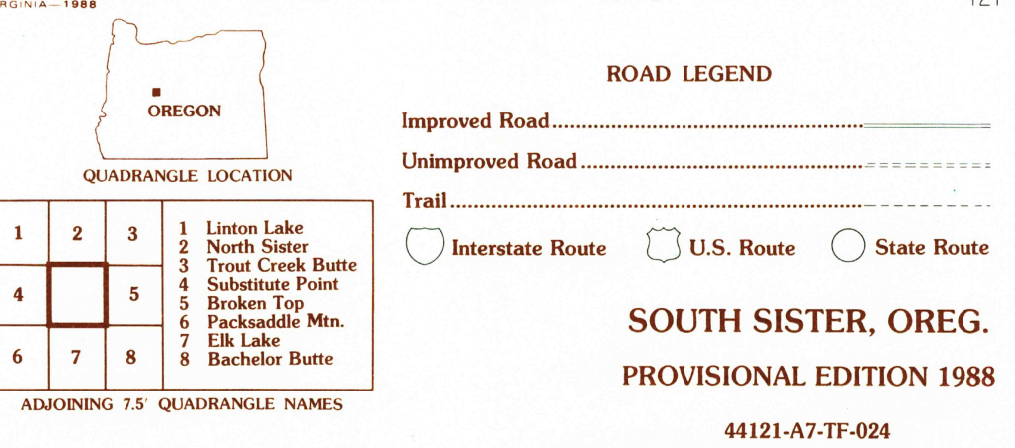 RGINIA—1988
OREGON
QUADRANGLE LOCATION
1 2 3
4 5
6 7 8
1 Linton Lake
2 North Sister
3 Trout Creek Butte
4 Substitute Point
5 Broken Top
6 Packsaddle Mtn.
7 Elk Lake
8 Bachelor Butte
ADJOINING 7.5' QUADRANGLE NAMES
ROAD LEGEND
Improved Road
Unimproved Road
Trail
Interstate Route
U.S. Route
State Route
SOUTH SISTER, OREG.
PROVISIONAL EDITION 1988
44121-A7-TF-024